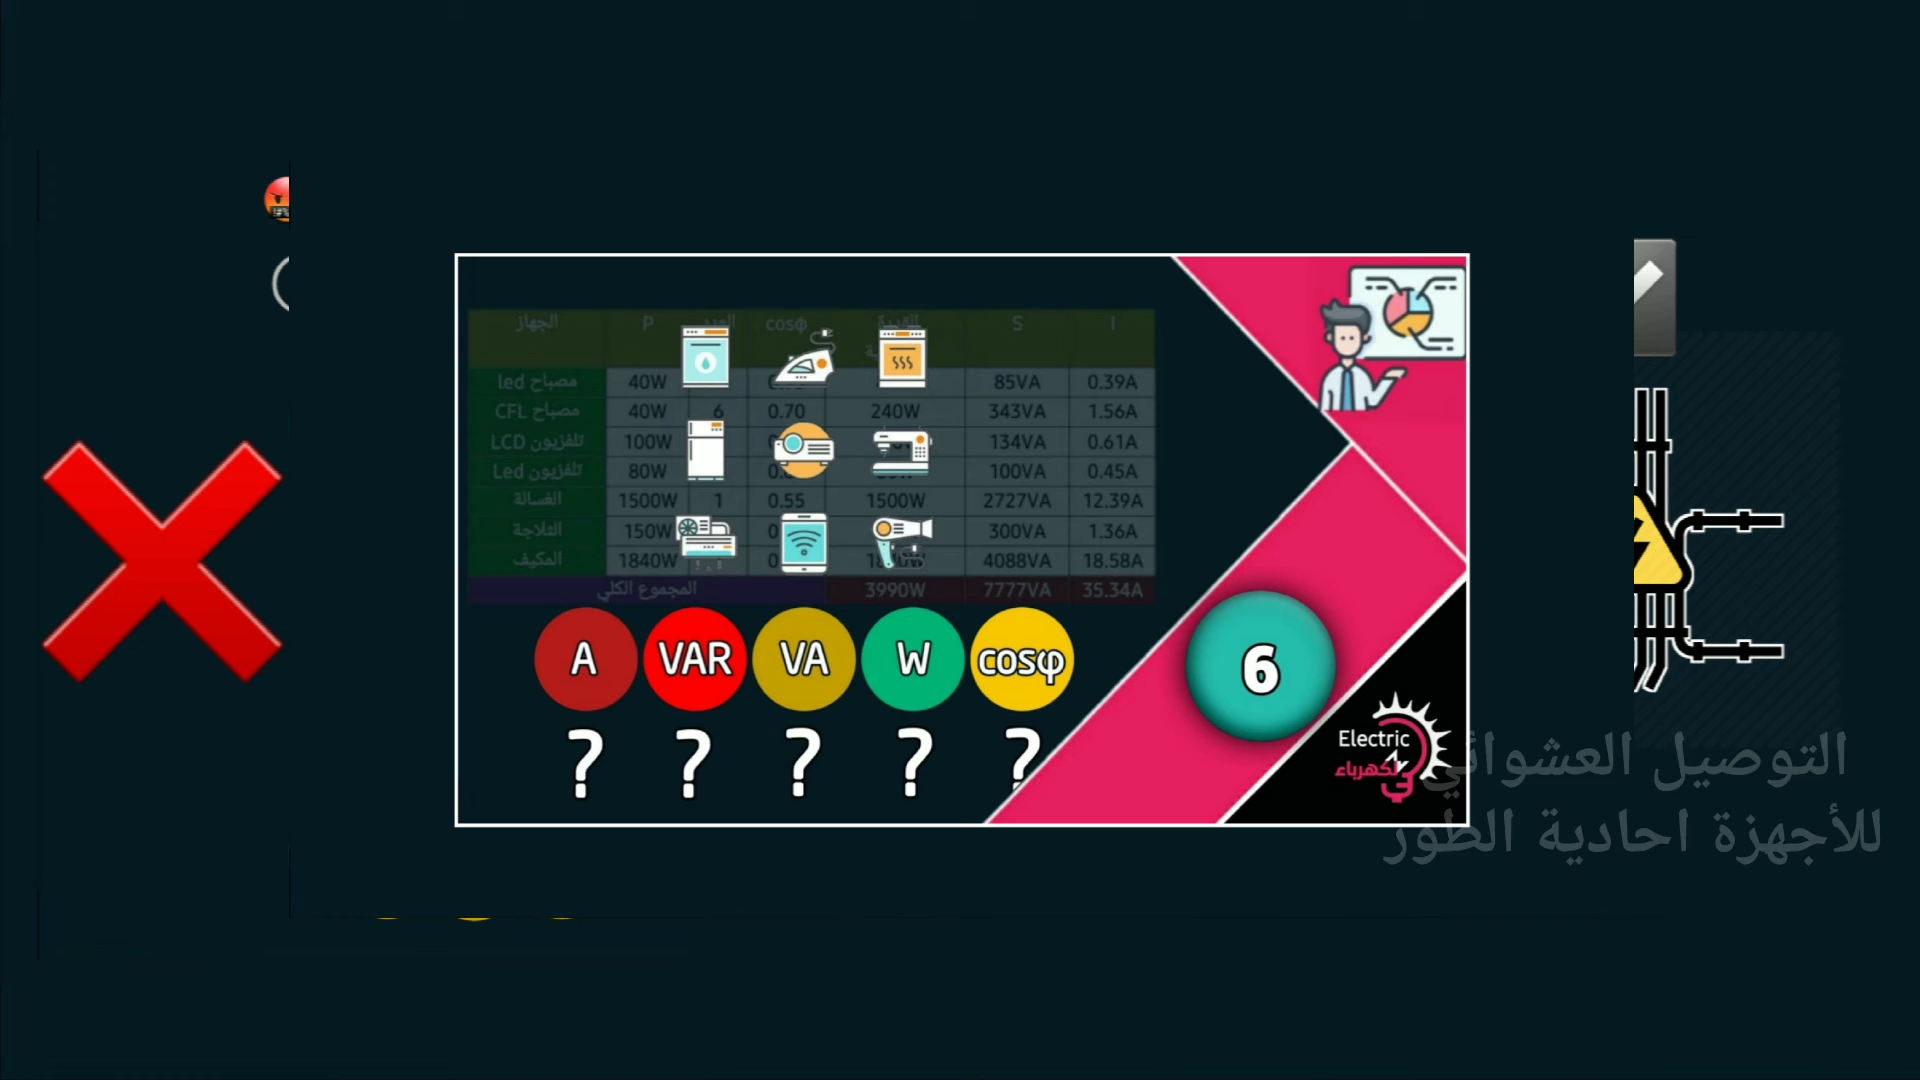 الجهاز P العدد cosφ S I
مصباح led 40W 85VA 0.39A
مصباح CFL 40W 6 0.70 240W 343VA 1.56A
تلفزيون LCD 100W 134VA 0.61A
تلفزيون Led 80W 100VA 0.45A
الغسالة 1500W 1 0.55 1500W 2727VA 12.39A
الثلاجة 150W 300VA 1.36A
المكيف 1840W 4088VA 18.58A
المجموع الكلي 3990W 7777VA 35.34A
A VAR VA W cosφ
? ? ? ? ?
6
Electric
كهرباء
التوصيل العشوائي
للأجهزة احادية الطور